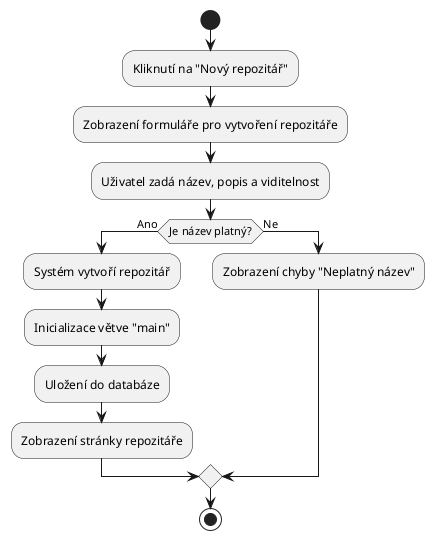 Kliknutí na "Nový repozitář"
Zobrazení formuláře pro vytvoření repozitáře
Uživatel zadá název, popis a viditelnost
Ano
Je název platný?
Ne
Systém vytvoří repozitář
Zobrazení chyby "Neplatný název"
Inicializace větve "main"
Uložení do databáze
Zobrazení stránky repozitáře